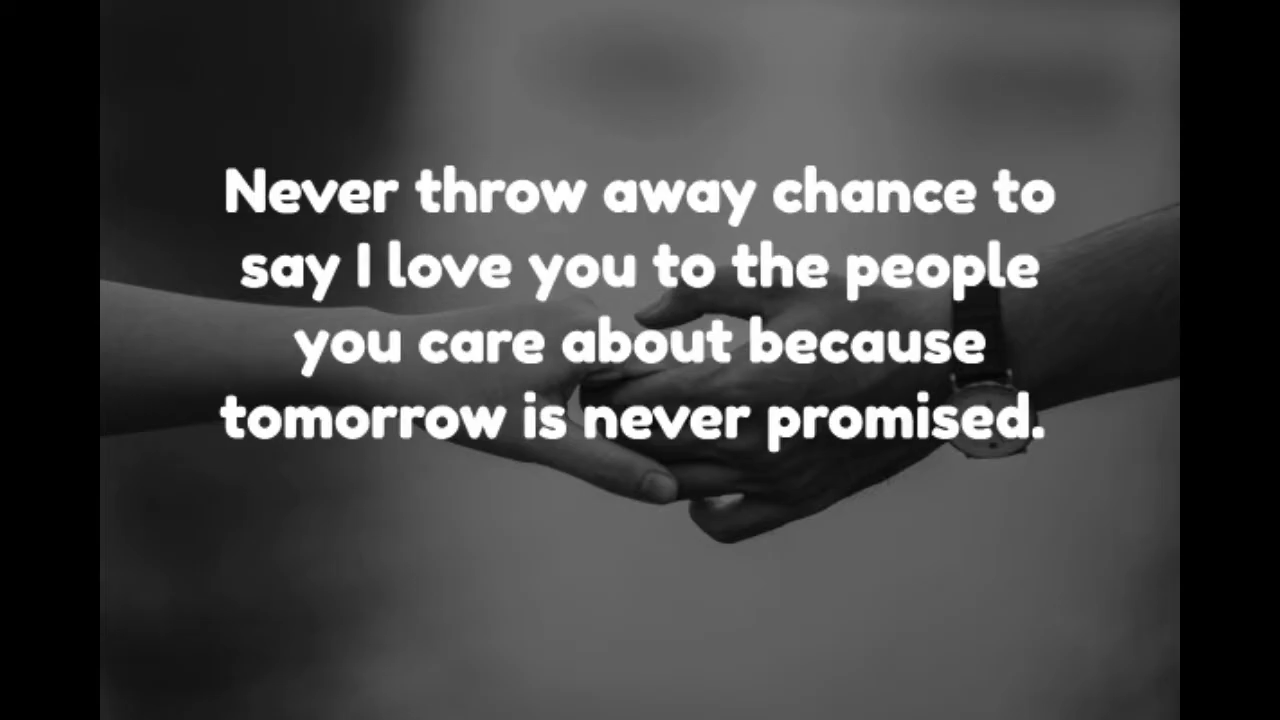 Never throw away chance to
say I love you to the people
you care about because
tomorrow is never promised.